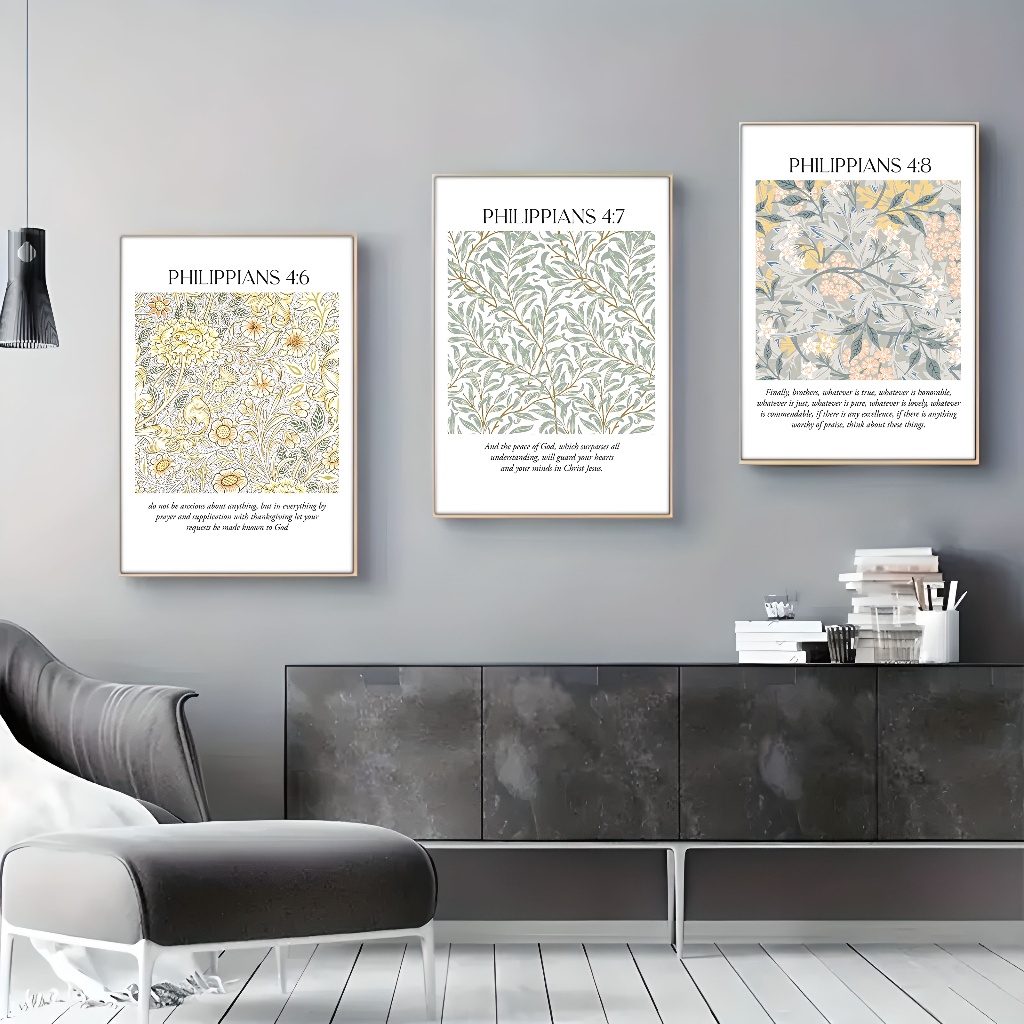 PHILIPPIANS 4:6
do not be anxious about anything, but in everything by
prayer and supplication with thanksgiving let your
requests be made known to God
PHILIPPIANS 4:7
And the peace of God, which surpasses all
understanding, will guard your hearts
and your minds in Christ Jesus.
PHILIPPIANS 4:8
Finally, brothers, whatever is true, whatever is honorable,
whatever is just, whatever is pure, whatever is lovely, whatever
is commendable, if there is any excellence, if there is anything
worthy of praise, think about these things.